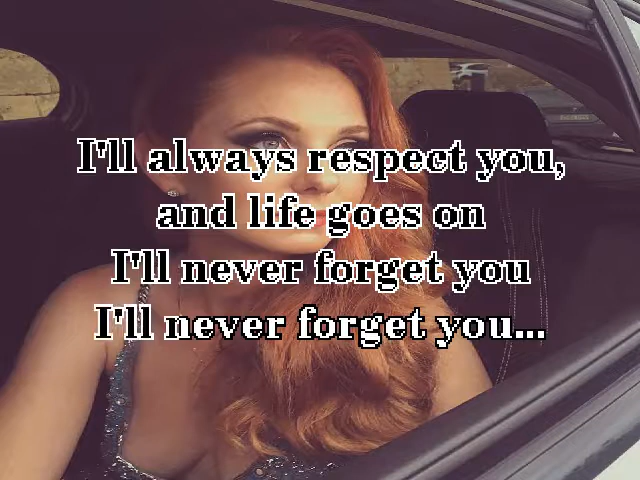 I'll always respect you,
and life goes on
I'll never forget you
I'll never forget you...